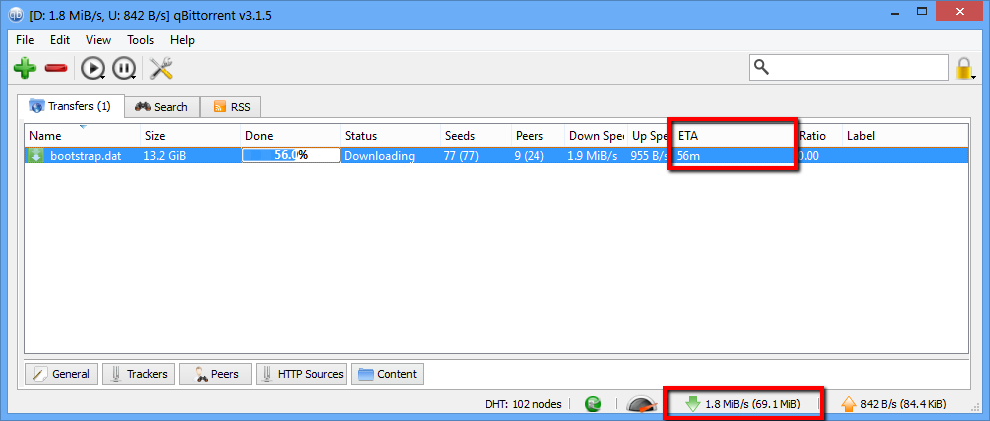 [D: 1.8 MiB/s, U: 842 B/s] qBittorrent v3.1.5
File Edit View Tools Help
Transfers (1) Search RSS
Name Size Done Status Seeds Peers Down Spee Up Spe ETA Ratio Label
bootstrap.dat 13.2 GiB 56.0% Downloading 77 (77) 9 (24) 1.9 MiB/s 955 B/s 56m 0.00
General Trackers Peers HTTP Sources Content
DHT: 102 nodes 1.8 MiB/s (69.1 MiB) 842 B/s (84.4 KiB)